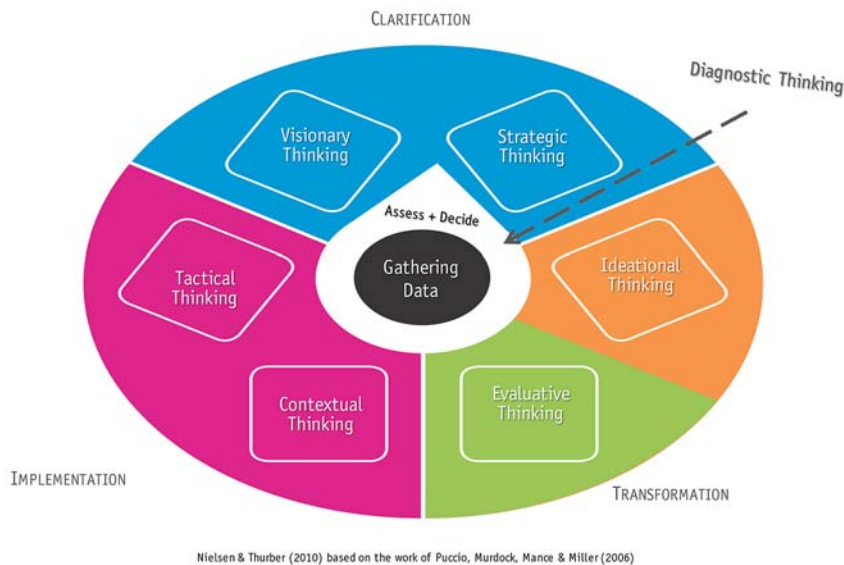 CLARIFICATION
Diagnostic Thinking
Visionary
Thinking
Strategic
Thinking
Assess + Decide
Gathering
Data
Tactical
Thinking
Ideational
Thinking
Contextual
Thinking
Evaluative
Thinking
IMPLEMENTATION
TRANSFORMATION
Nielsen & Thurber (2010) based on the work of Puccio, Murdock, Mance & Miller (2006)